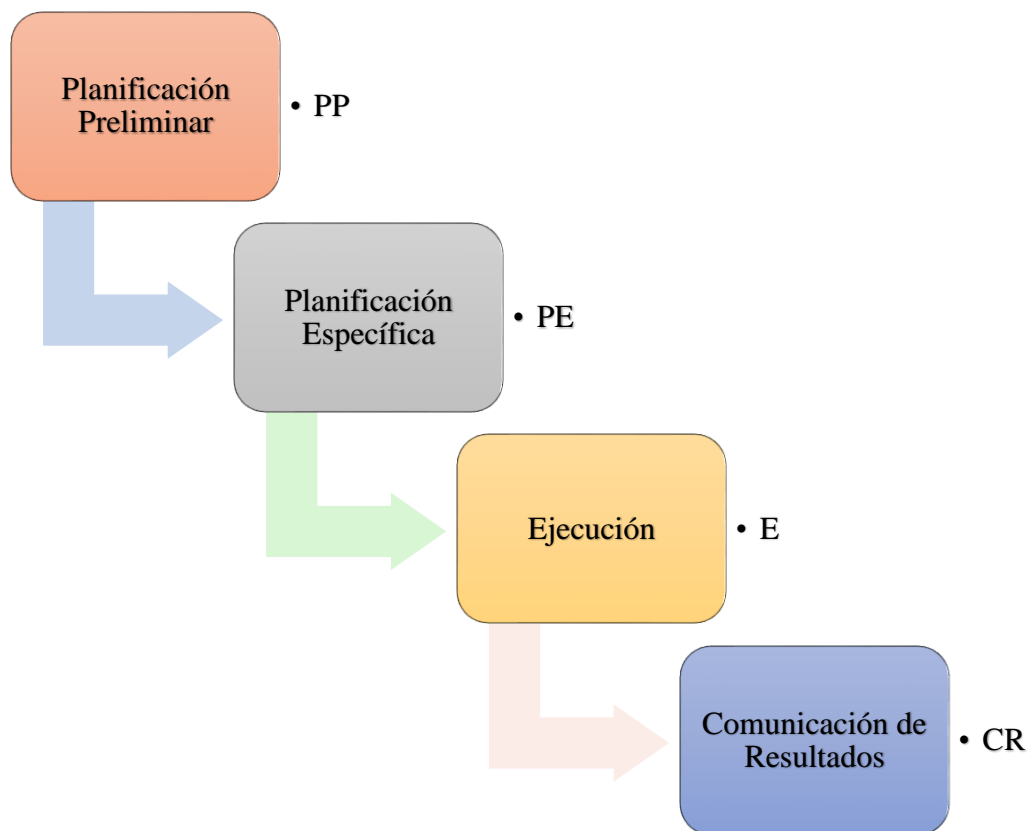 Planificación
Preliminar
• PP
Planificación
Específica
• PE
Ejecución
• E
Comunicación de
Resultados
• CR